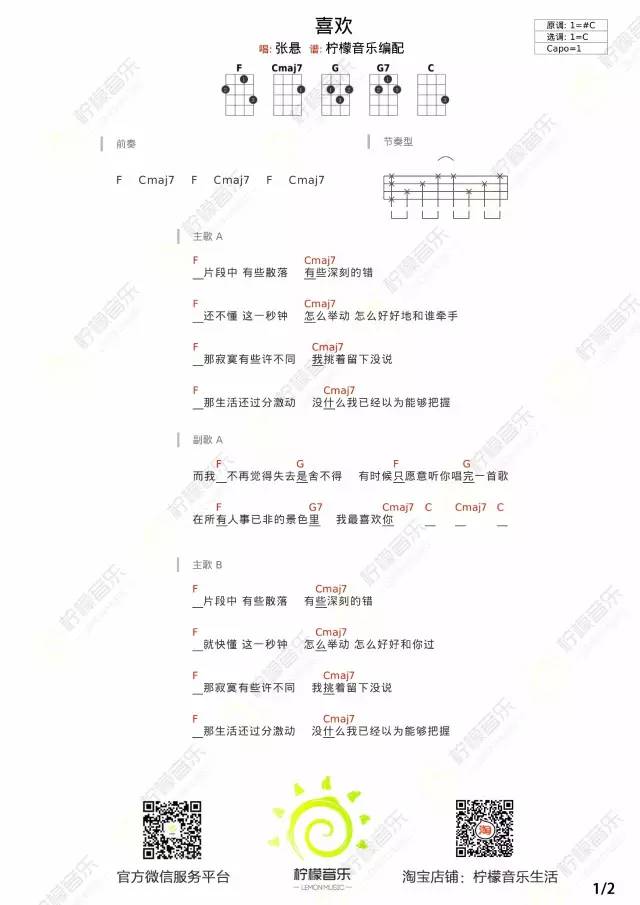 喜欢
唱: 张悬 谱: 柠檬音乐编配
原调: 1=#C
选调: 1=C
Capo=1
F Cmaj7 G G7 C
前奏
节奏型
F Cmaj7 F Cmaj7 F Cmaj7
主歌 A
F Cmaj7
__片段中 有些散落 有些深刻的错
F Cmaj7
__还不懂 这一秒钟 怎么举动 怎么好好地和谁牵手
F Cmaj7
__那寂寞有些许不同 我挑着留下没说
F Cmaj7
__那生活还过分激动 没什么我已经以为能够把握
副歌 A
F G F G
而我__不再觉得失去是舍不得 有时候只愿意听你唱完一首歌
F G7 Cmaj7 C Cmaj7 C
在所有人事已非的景色里 我最喜欢你 __ __ __
主歌 B
F Cmaj7
__片段中 有些散落 有些深刻的错
F Cmaj7
__就快懂 这一秒钟 怎么举动 怎么好好和你过
F Cmaj7
__那寂寞有些许不同 我挑着留下没说
F Cmaj7
__那生活还过分激动 没什么我已经以为能够把握
淘
官方微信服务平台
柠檬音乐
LEMON MUSIC
淘宝店铺：柠檬音乐生活
1/2